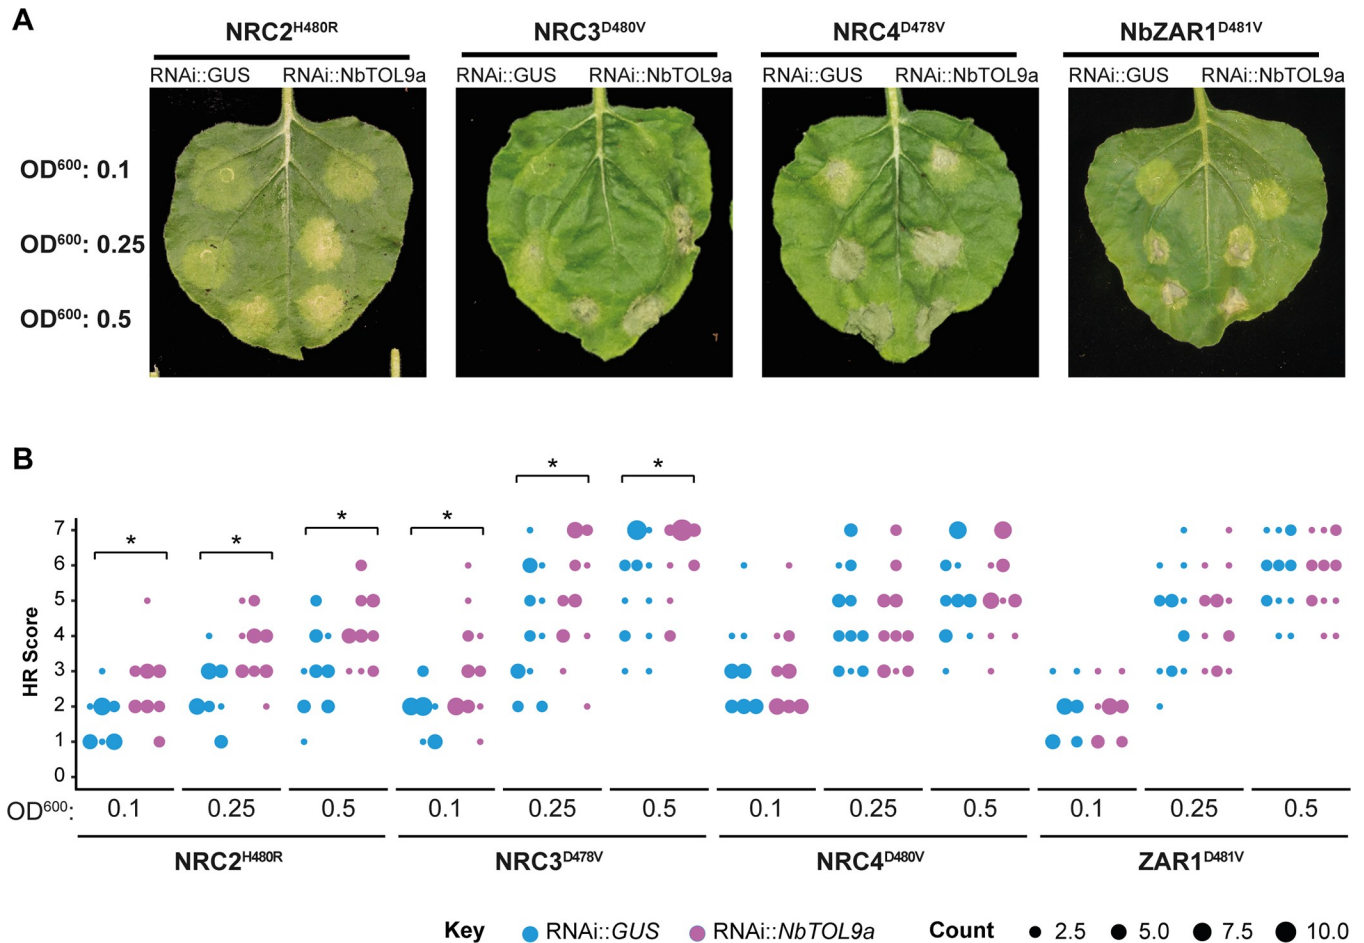 A
NRC2H480R NRC3D480V NRC4D478V NbZAR1D481V
RNAi::GUS RNAi::NbTOL9a RNAi::GUS RNAi::NbTOL9a RNAi::GUS RNAi::NbTOL9a RNAi::GUS RNAi::NbTOL9a
OD600: 0.1
OD600: 0.25
OD600: 0.5
B
* * * * * *
HR Score
7
6
5
4
3
2
1
0
OD600: 0.1 0.25 0.5 0.1 0.25 0.5 0.1 0.25 0.5 0.1 0.25 0.5
NRC2H480R NRC3D478V NRC4D480V ZAR1D481V
Key RNAi::GUS RNAi::NbTOL9a Count 2.5 5.0 7.5 10.0